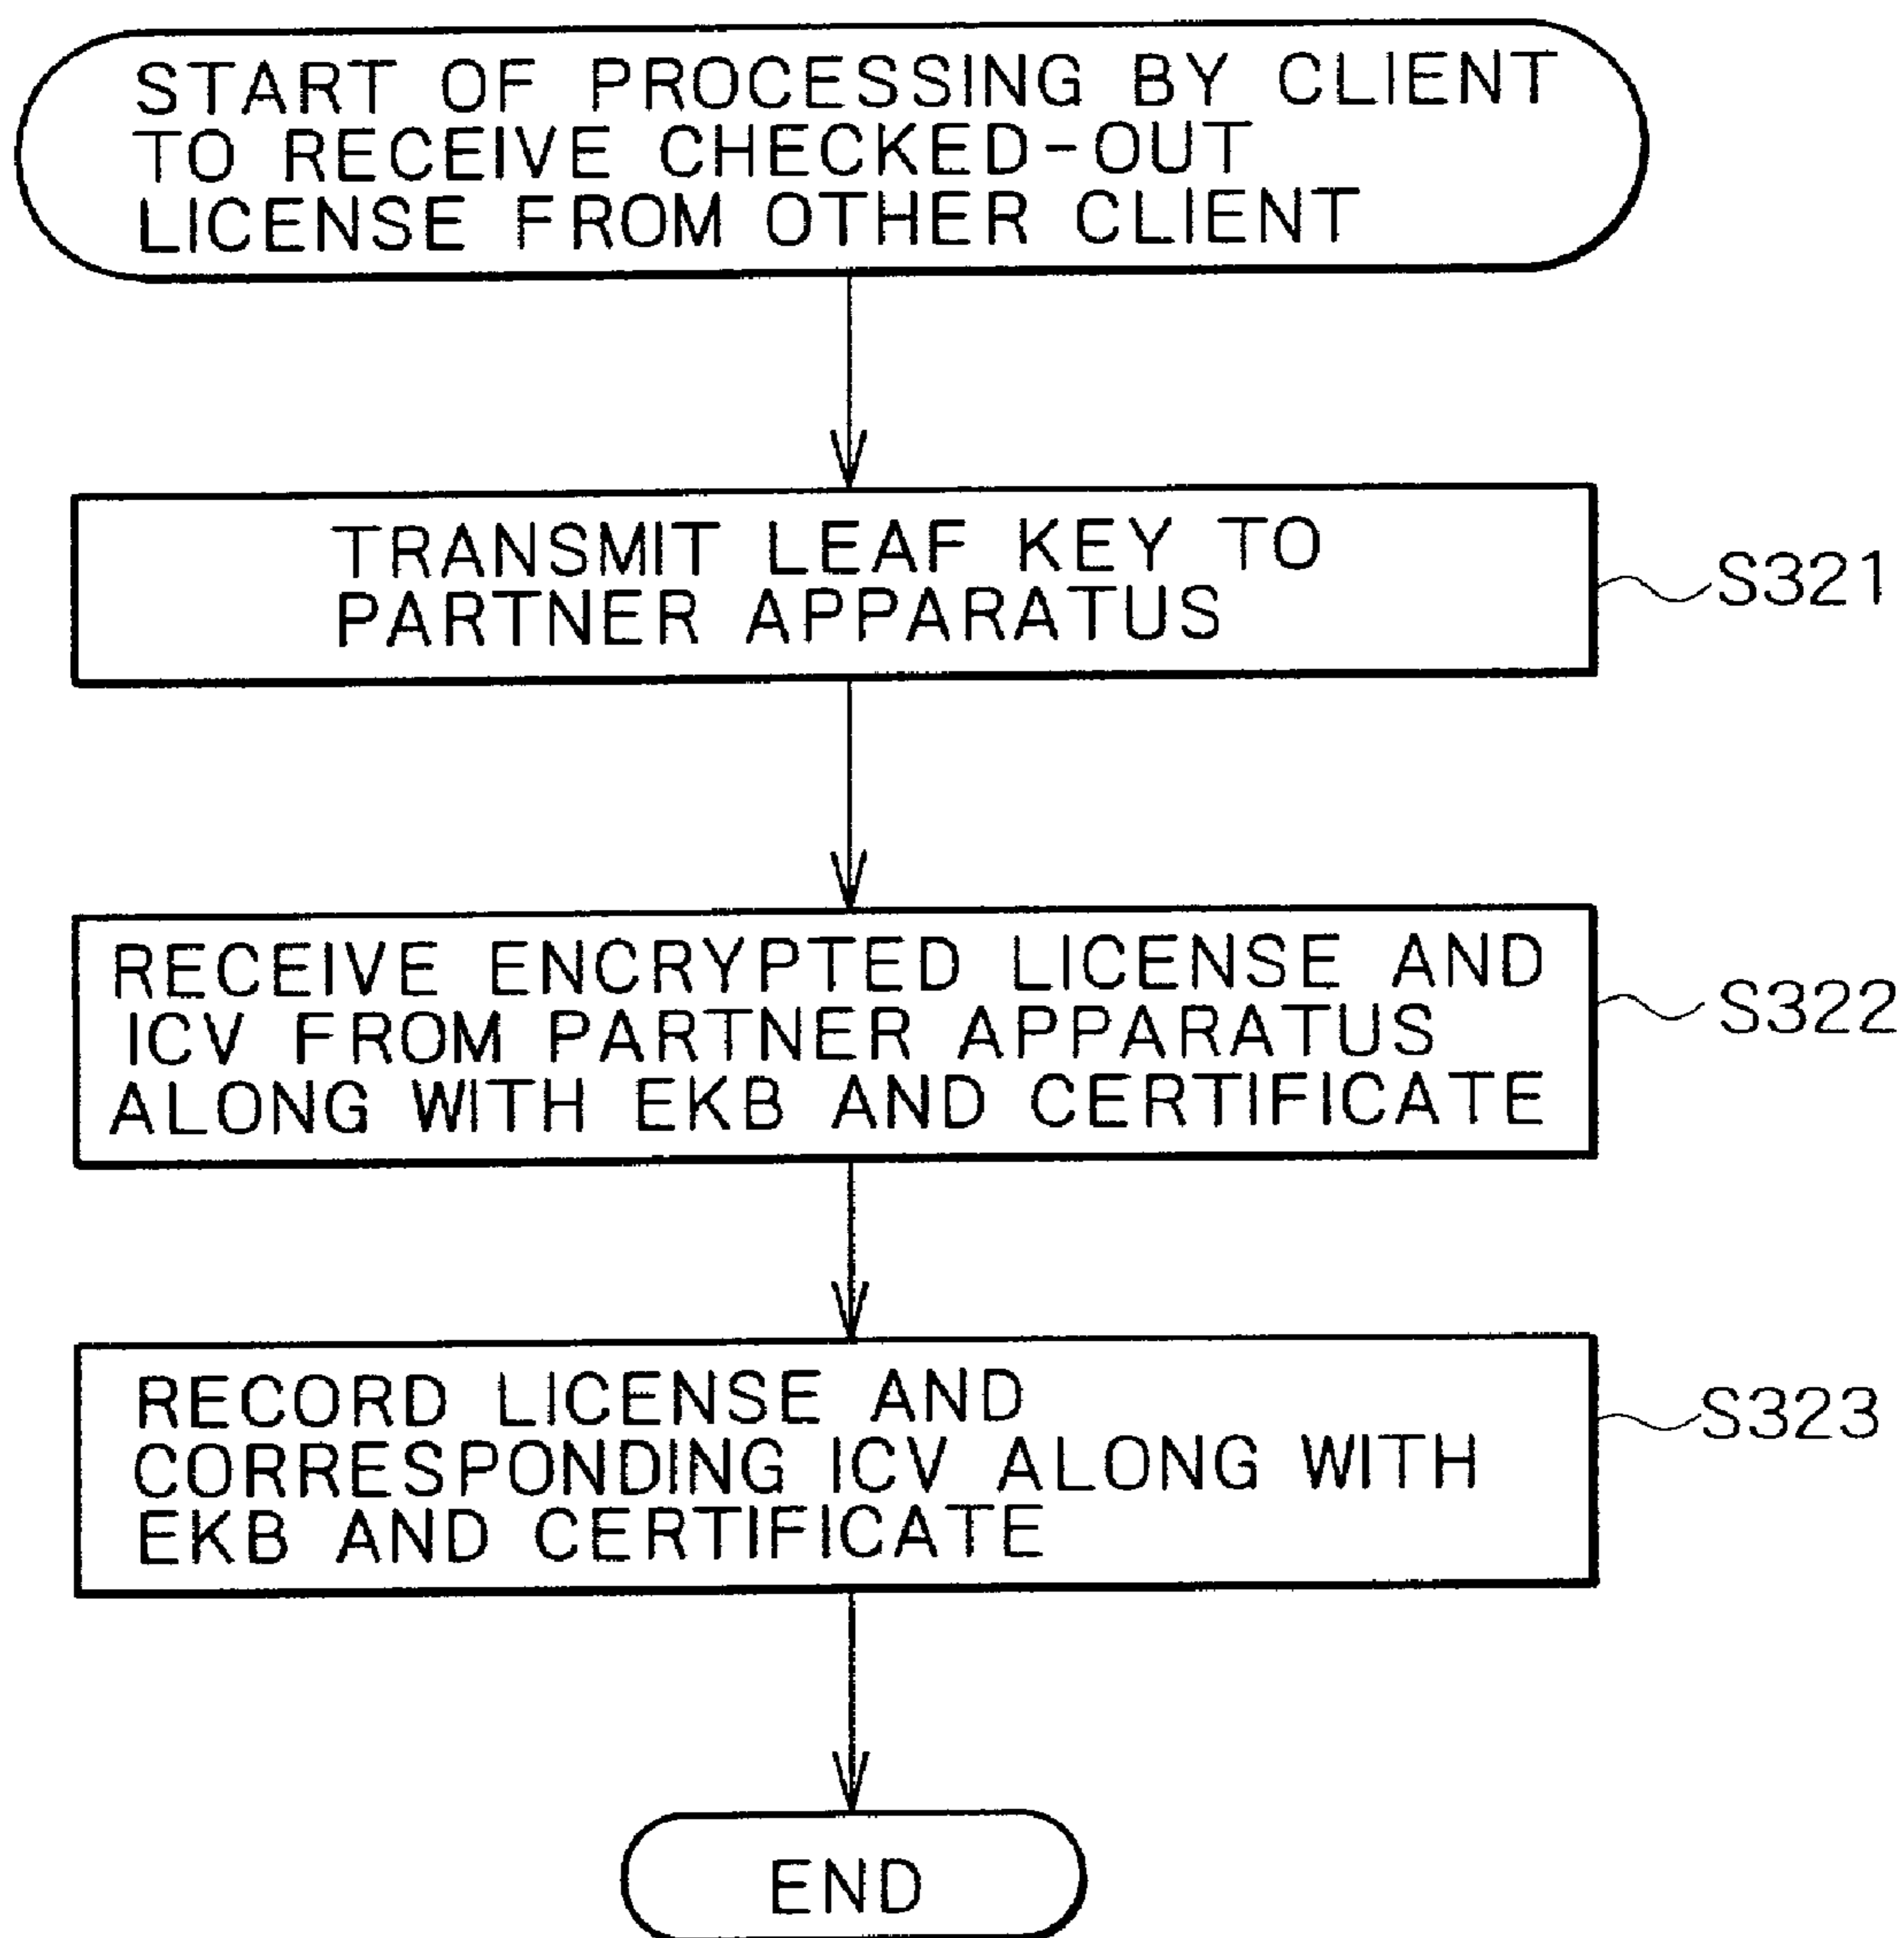 START OF PROCESSING BY CLIENT
TO RECEIVE CHECKED-OUT
LICENSE FROM OTHER CLIENT
TRANSMIT LEAF KEY TO
PARTNER APPARATUS
S321
RECEIVE ENCRYPTED LICENSE AND
ICV FROM PARTNER APPARATUS
ALONG WITH EKB AND CERTIFICATE
S322
RECORD LICENSE AND
CORRESPONDING ICV ALONG WITH
EKB AND CERTIFICATE
S323
END